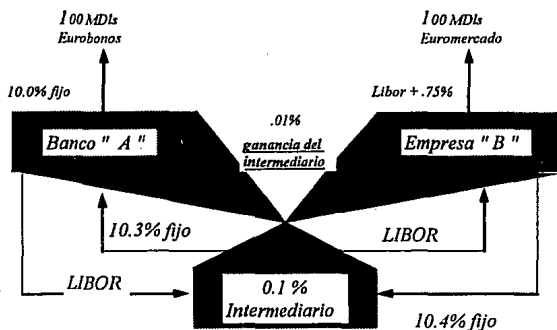 100 MDls
Eurobonos
100 MDls
Euromercado
10.0% fijo
Libor + .75%
.01%
ganancia del
intermediario
Banco " A "
Empresa " B "
10.3% fijo
LIBOR
LIBOR
0.1 %
Intermediario
10.4% fijo